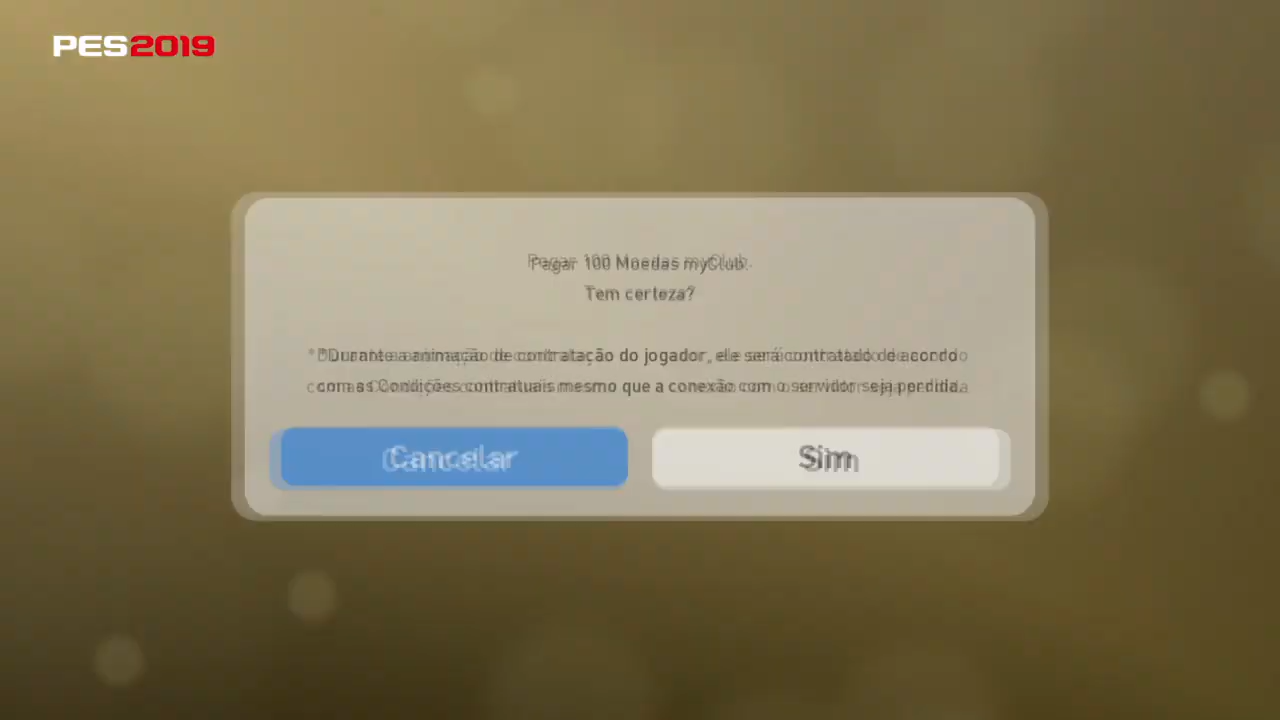 PES2019
Pagar 100 Moedas myClub.
Tem certeza?
*Durante a animação de contratação do jogador, ele será contratado de acordo
com as Condições contratuais mesmo que a conexão com o servidor seja perdida.
Cancelar
Sim